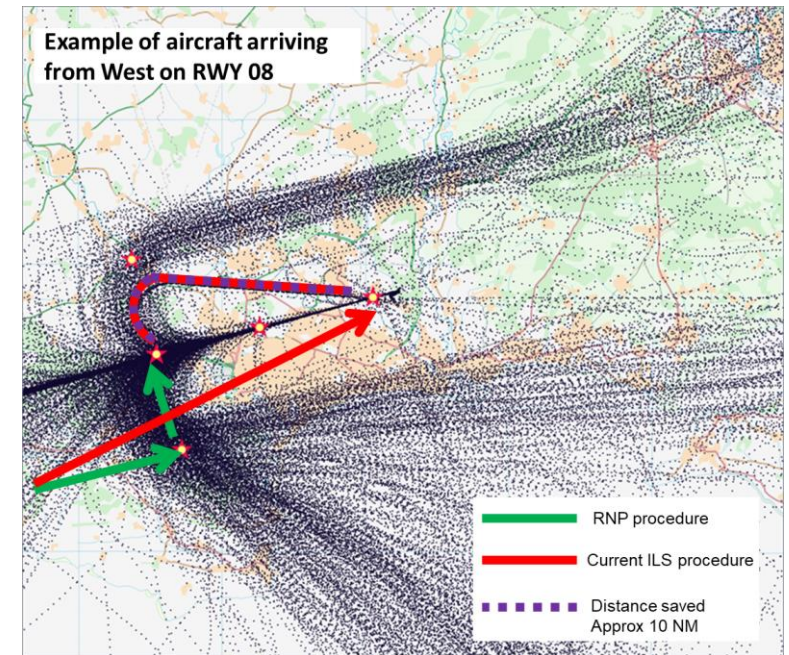 Example of aircraft arriving
from West on RWY 08
RNP procedure
Current ILS procedure
Distance saved
Approx 10 NM